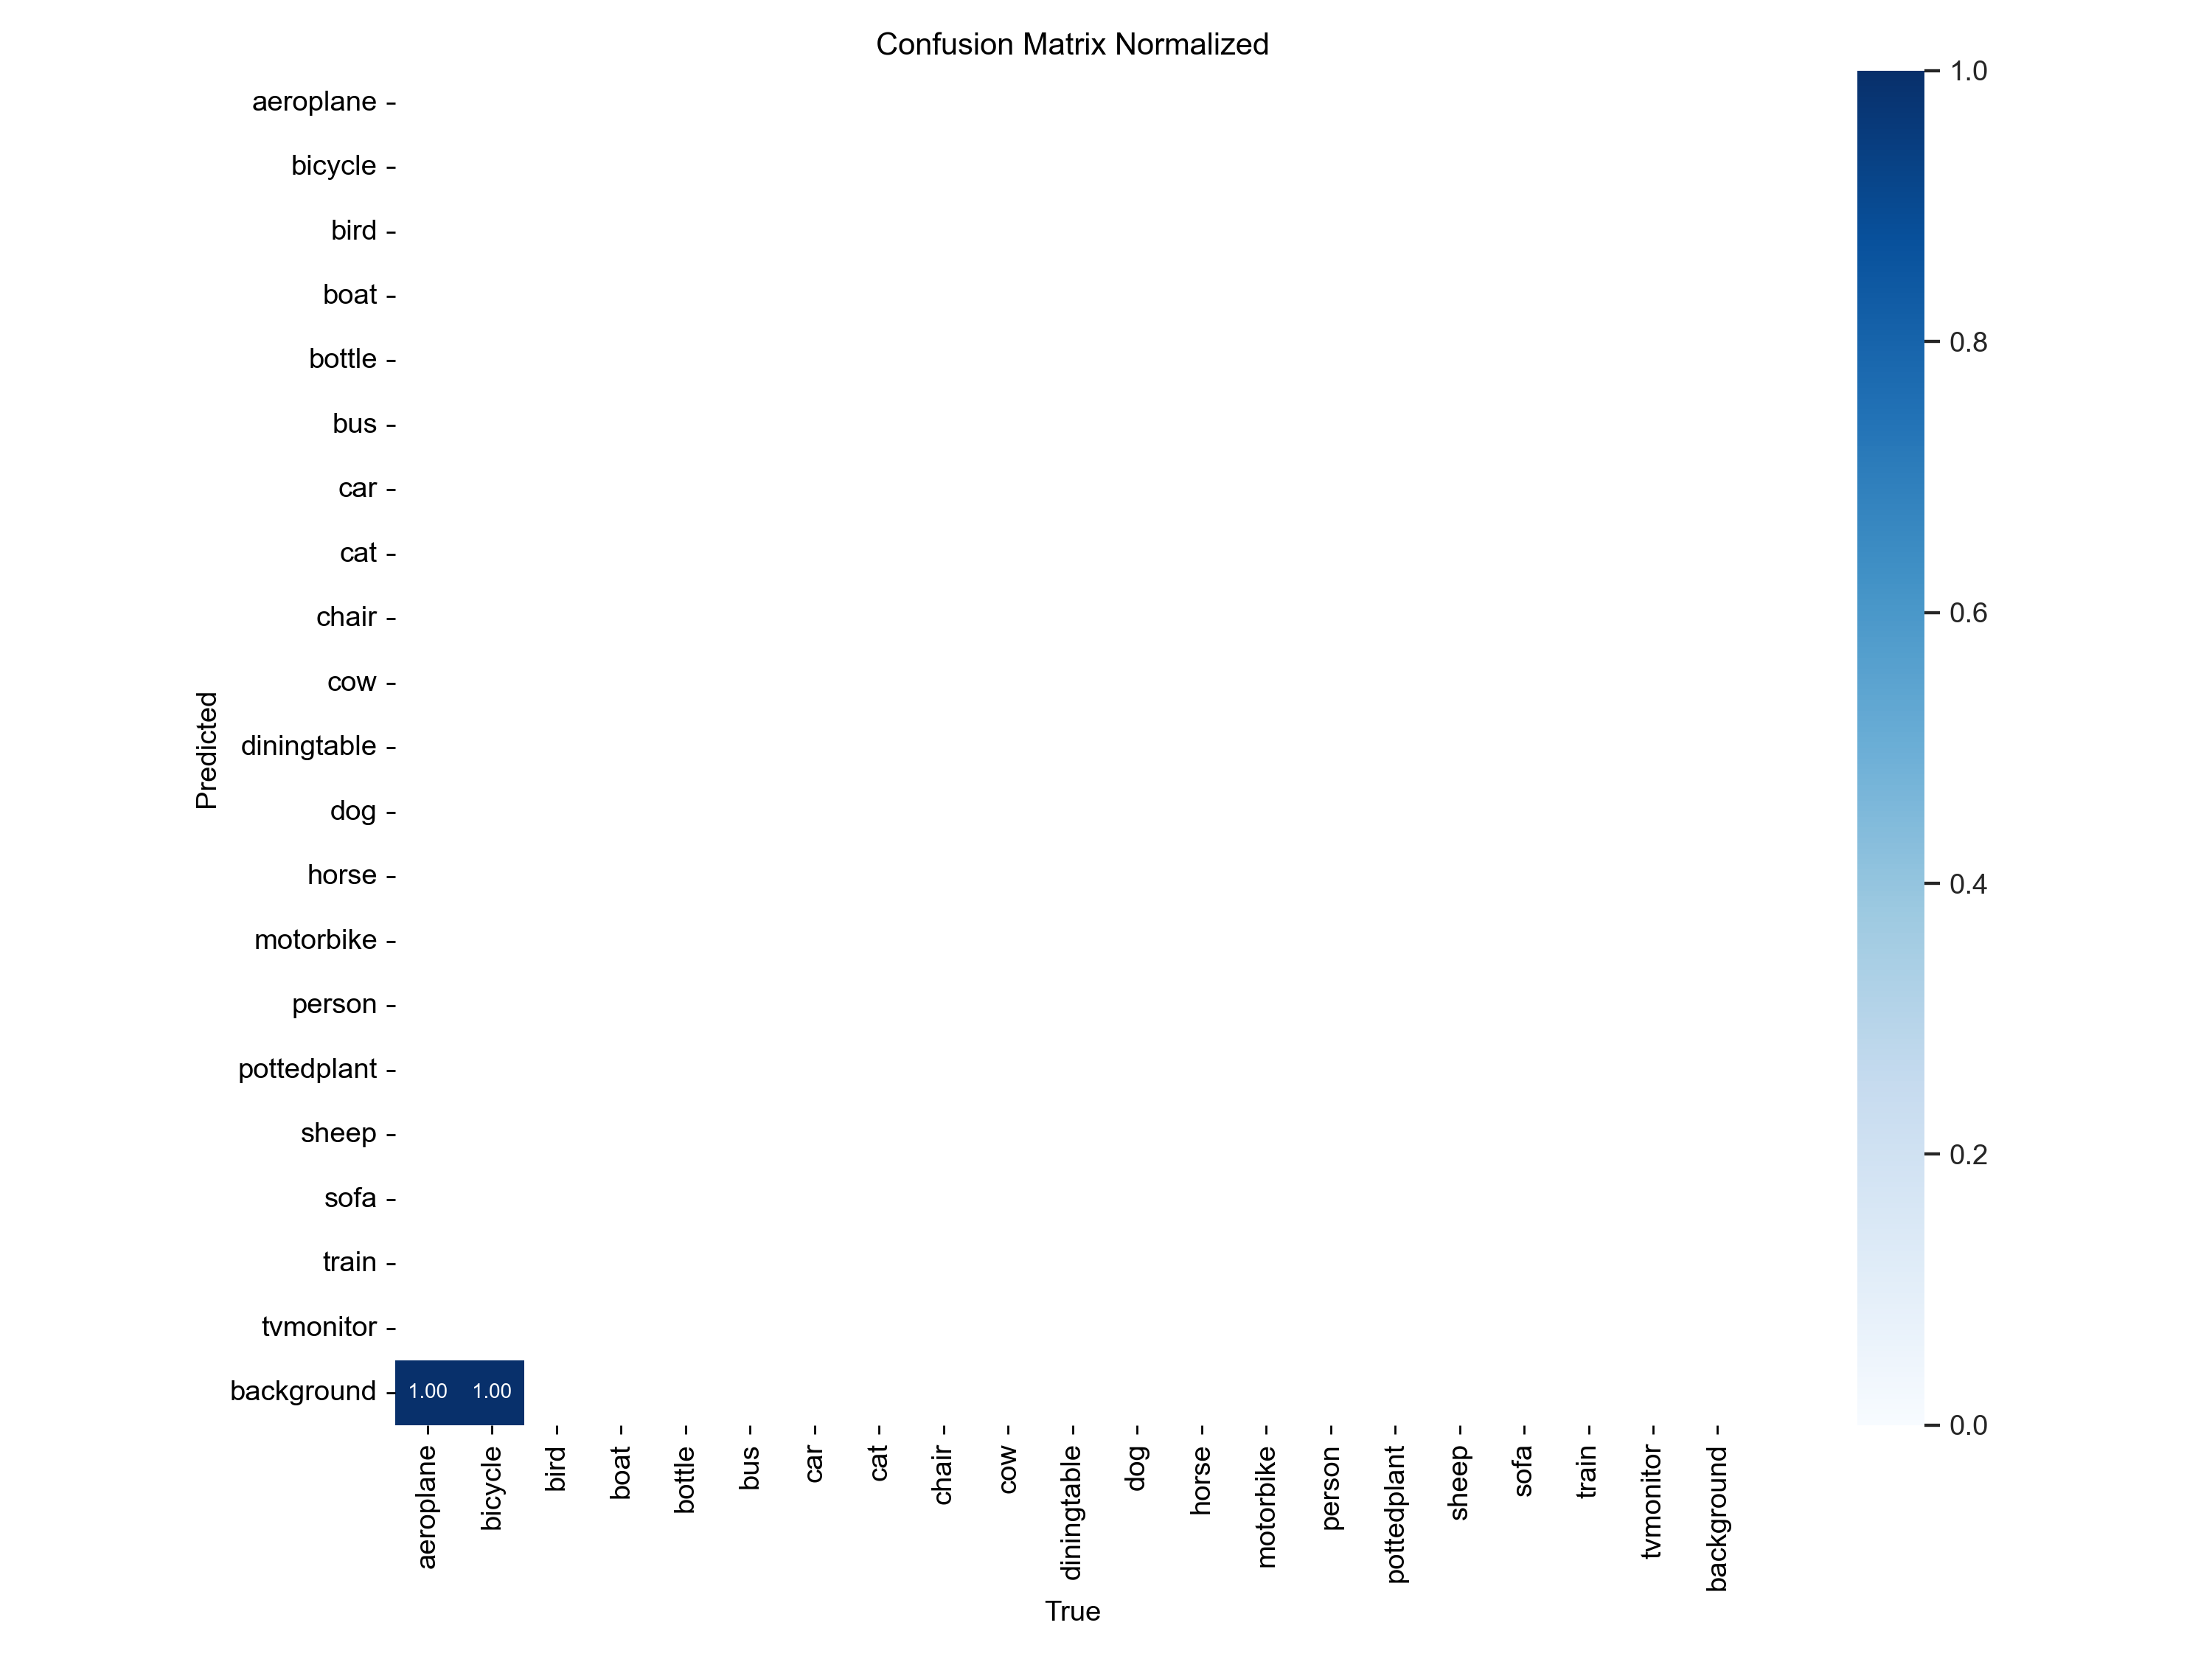 Confusion Matrix Normalized
aeroplane
bicycle
bird
boat
bottle
bus
car
cat
chair
cow
diningtable
dog
horse
motorbike
person
pottedplant
sheep
sofa
train
tvmonitor
background
Predicted
1.00 1.00
aeroplane bicycle bird boat bottle bus car cat chair cow diningtable dog horse motorbike person pottedplant sheep sofa train tvmonitor background
True
1.0
0.8
0.6
0.4
0.2
0.0